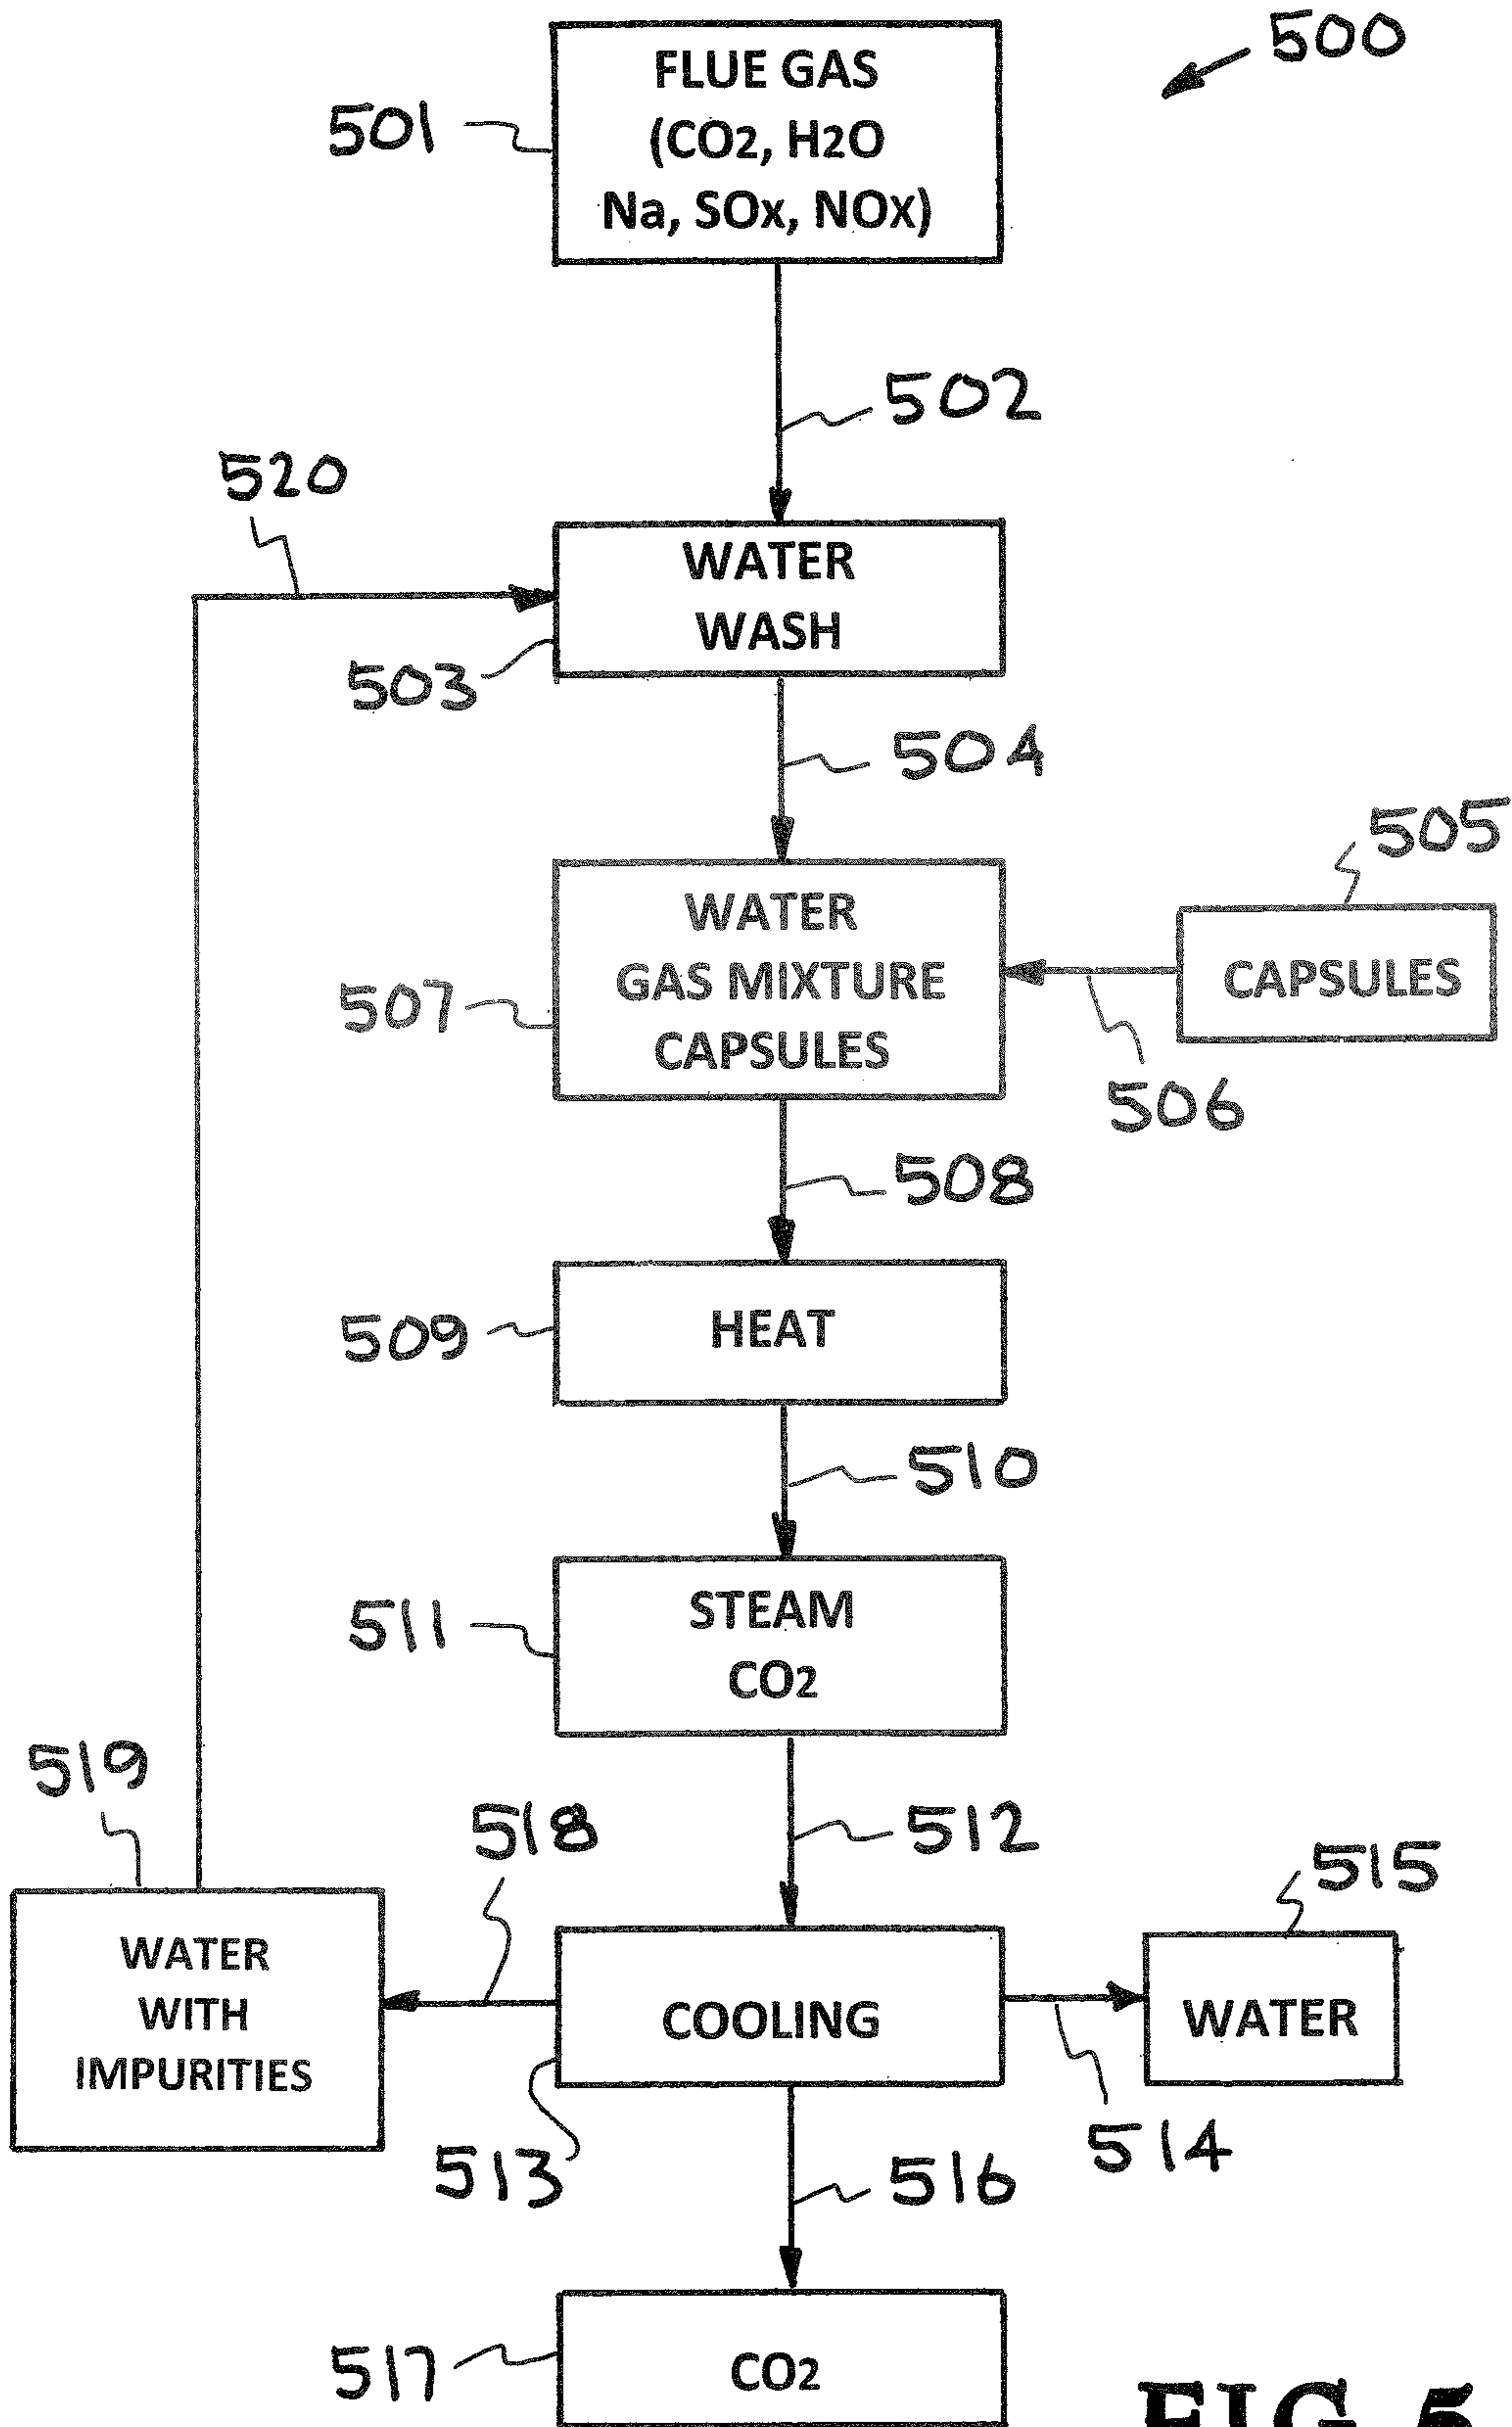 500
FLUE GAS
(CO2, H2O
Na, SOx, NOx)
501
502
520
WATER
WASH
503
504
505
WATER
GAS MIXTURE
CAPSULES
CAPSULES
507
506
508
HEAT
509
510
STEAM
CO2
511
519
518
512
515
WATER
WITH
IMPURITIES
COOLING
WATER
513
514
516
CO2
517
FIG. 5